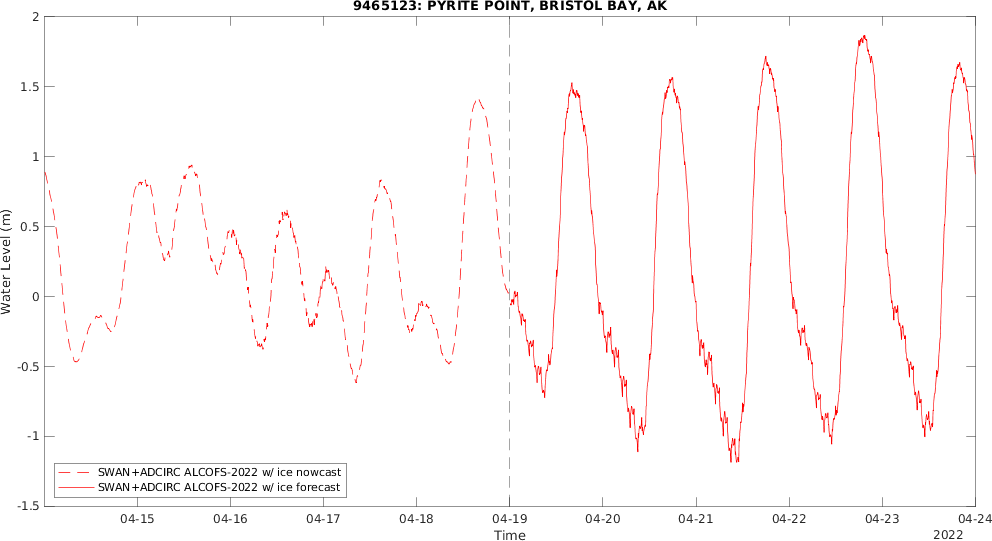 9465123: PYRITE POINT, BRISTOL BAY, AK
2
1.5
1
0.5
0
-0.5
-1
-1.5
Water Level (m)
SWAN+ADCIRC ALCOFS-2022 w/ ice nowcast
SWAN+ADCIRC ALCOFS-2022 w/ ice forecast
04-15 04-16 04-17 04-18 04-19 04-20 04-21 04-22 04-23 04-24
Time
2022